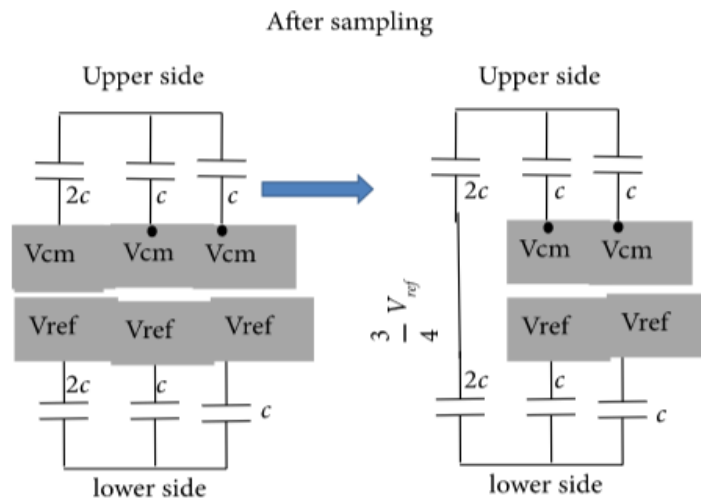 After sampling
Upper side
Upper side
2c c c
2c c c
Vcm Vcm Vcm
Vcm Vcm
Vref Vref Vref
3/4 Vref
Vref Vref
2c c c
2c c c
lower side
lower side